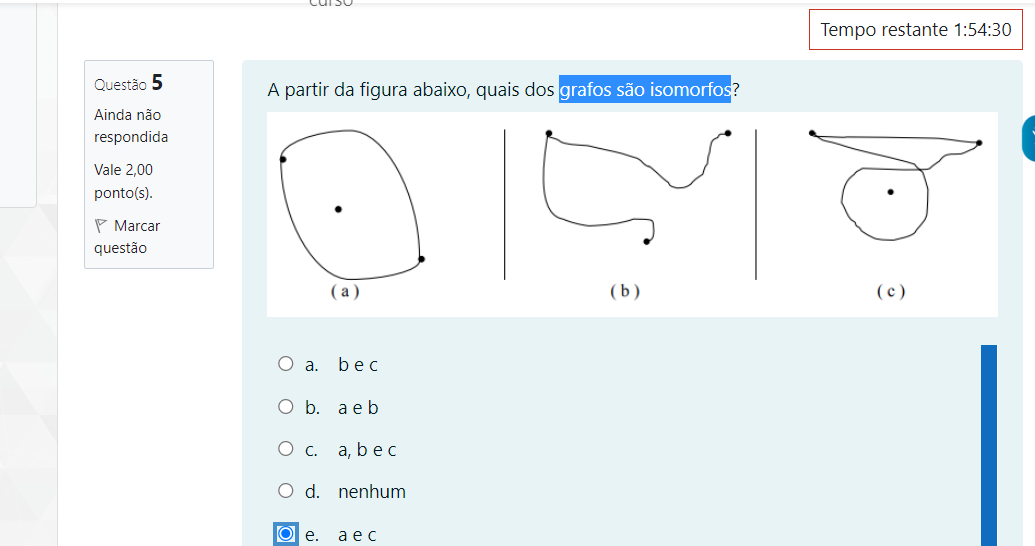 curso
Tempo restante 1:54:30
Questão 5
Ainda não
respondida
Vale 2,00
ponto(s).
Marcar
questão
A partir da figura abaixo, quais dos grafos são isomorfos?
( a ) ( b ) ( c )
a. b e c
b. a e b
c. a, b e c
d. nenhum
e. a e c